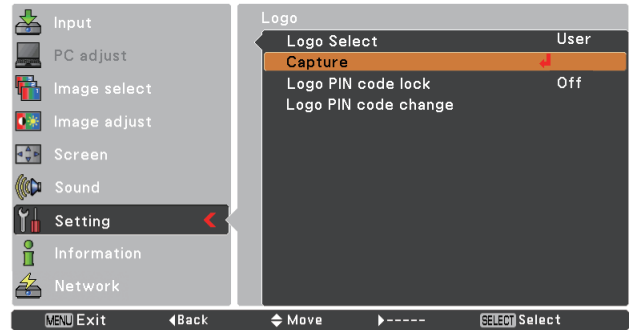 Input
PC adjust
Image select
Image adjust
Screen
Sound
Setting
Information
Network
Logo
Logo Select User
Capture
Logo PIN code lock Off
Logo PIN code change
MENU Exit Back Move ----- SELECT Select